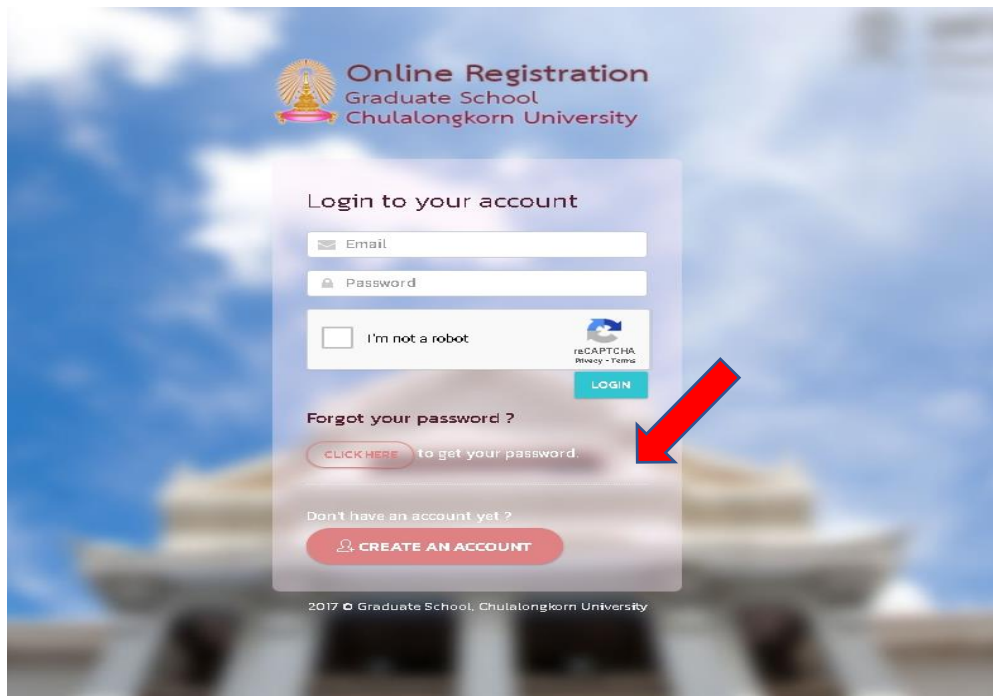 Online Registration
Graduate School
Chulalongkorn University
Login to your account
Email
Password
I'm not a robot
reCAPTCHA
Privacy - Terms
LOGIN
Forgot your password ?
CLICK HERE to get your password.
Don't have an account yet ?
CREATE AN ACCOUNT
2017 © Graduate School, Chulalongkorn University